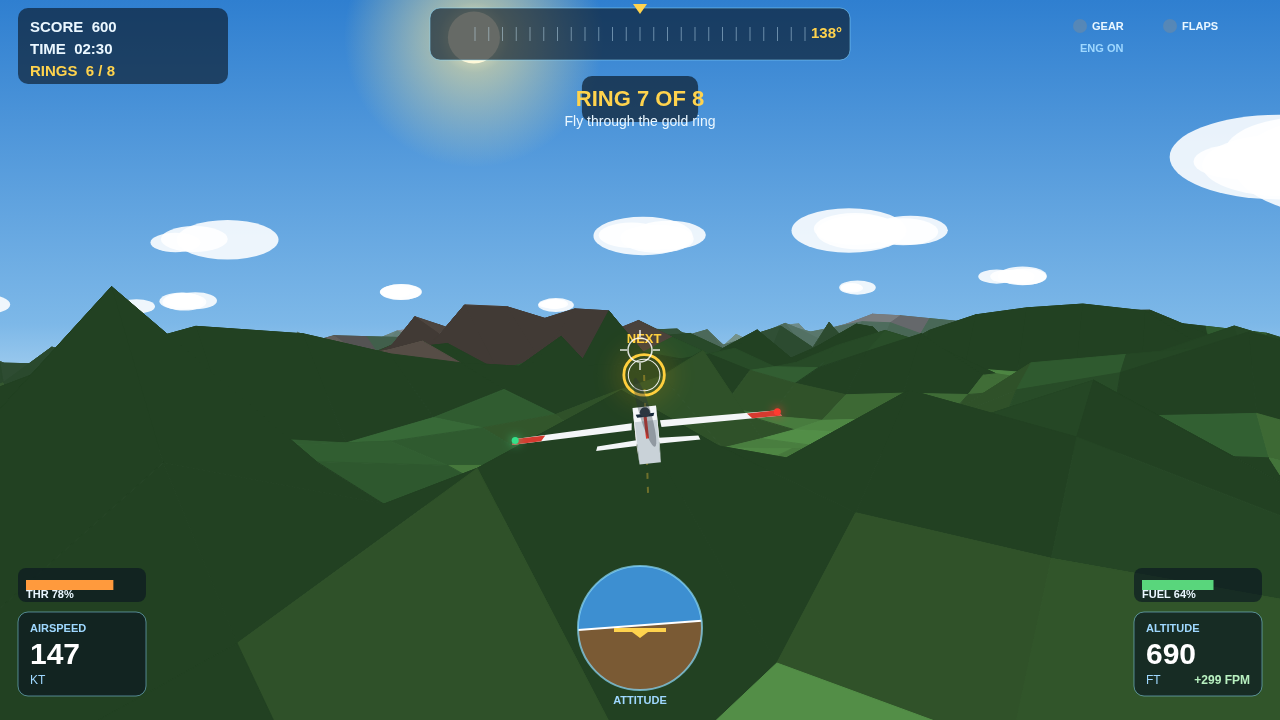 SCORE 600
TIME 02:30
RINGS 6 / 8
138°
GEAR
FLAPS
ENG ON
RING 7 OF 8
Fly through the gold ring
NEXT
THR 78%
AIRSPEED
147
KT
ATTITUDE
FUEL 64%
ALTITUDE
690
FT +299 FPM